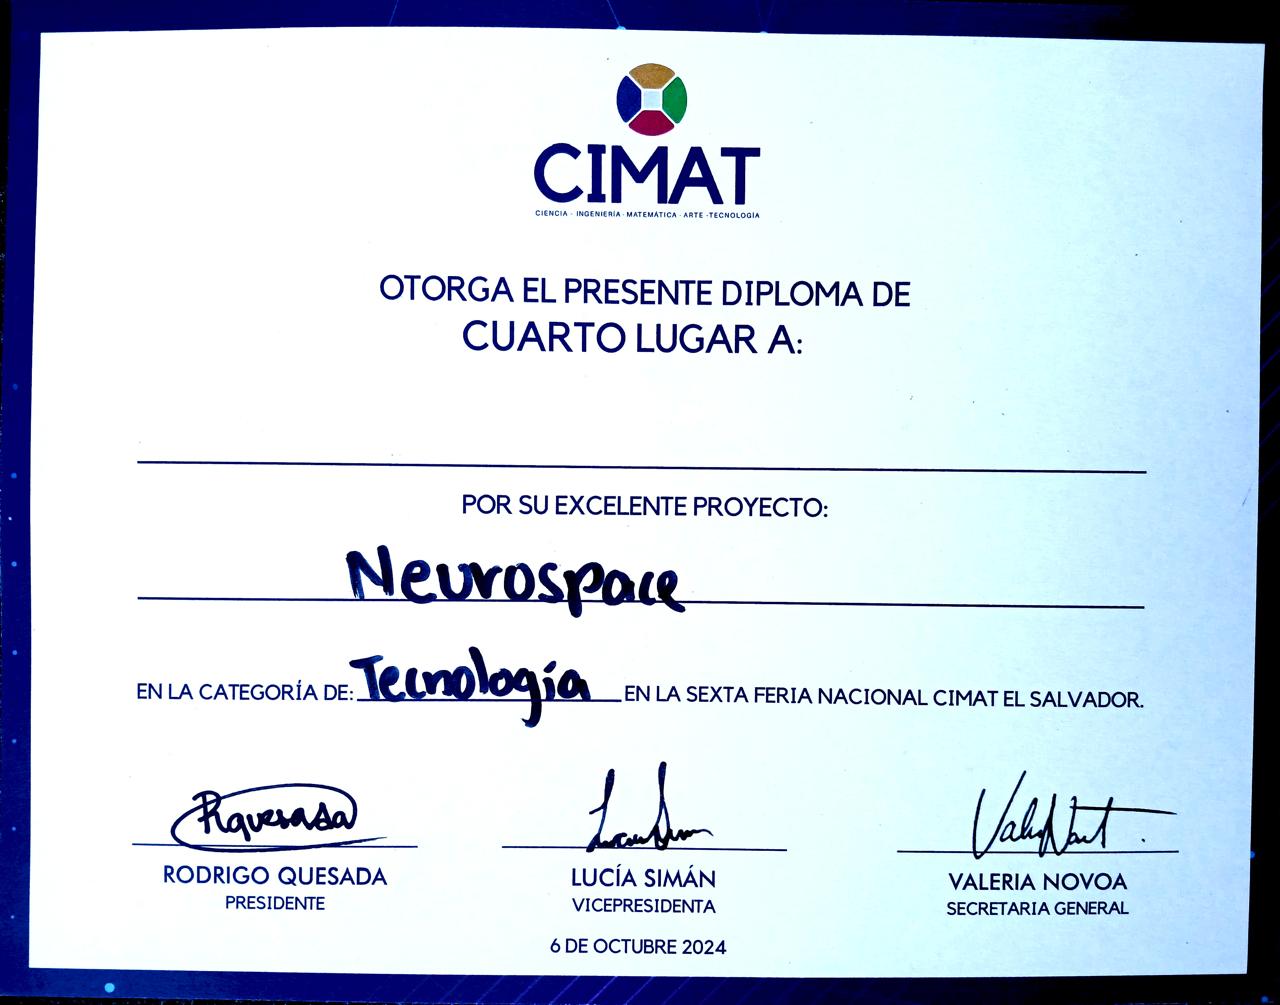 CIMAT
CIENCIA · INGENIERÍA · MATEMÁTICA · ARTE · TECNOLOGÍA
OTORGA EL PRESENTE DIPLOMA DE
CUARTO LUGAR A:
POR SU EXCELENTE PROYECTO:
Neurospace
EN LA CATEGORÍA DE: Tecnología EN LA SEXTA FERIA NACIONAL CIMAT EL SALVADOR.
RQuesada
RODRIGO QUESADA
PRESIDENTE
LUCÍA SIMÁN
VICEPRESIDENTA
VALERIA NOVOA
SECRETARIA GENERAL
6 DE OCTUBRE 2024